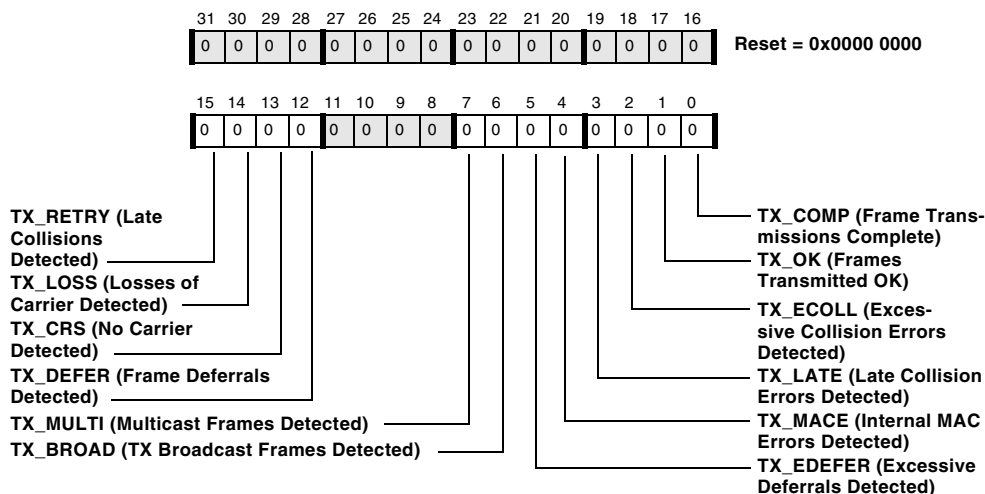 31 30 29 28 27 26 25 24 23 22 21 20 19 18 17 16
0 0 0 0 0 0 0 0 0 0 0 0 0 0 0 0
Reset = 0x0000 0000
15 14 13 12 11 10 9 8 7 6 5 4 3 2 1 0
0 0 0 0 0 0 0 0 0 0 0 0 0 0 0 0
TX_RETRY (Late
Collisions
Detected)
TX_LOSS (Losses of
Carrier Detected)
TX_CRS (No Carrier
Detected)
TX_DEFER (Frame Deferrals
Detected)
TX_MULTI (Multicast Frames Detected)
TX_BROAD (TX Broadcast Frames Detected)
TX_COMP (Frame Trans-
missions Complete)
TX_OK (Frames
Transmitted OK)
TX_ECOLL (Exces-
sive Collision Errors
Detected)
TX_LATE (Late Collision
Errors Detected)
TX_MACE (Internal MAC
Errors Detected)
TX_EDEFER (Excessive
Deferrals Detected)